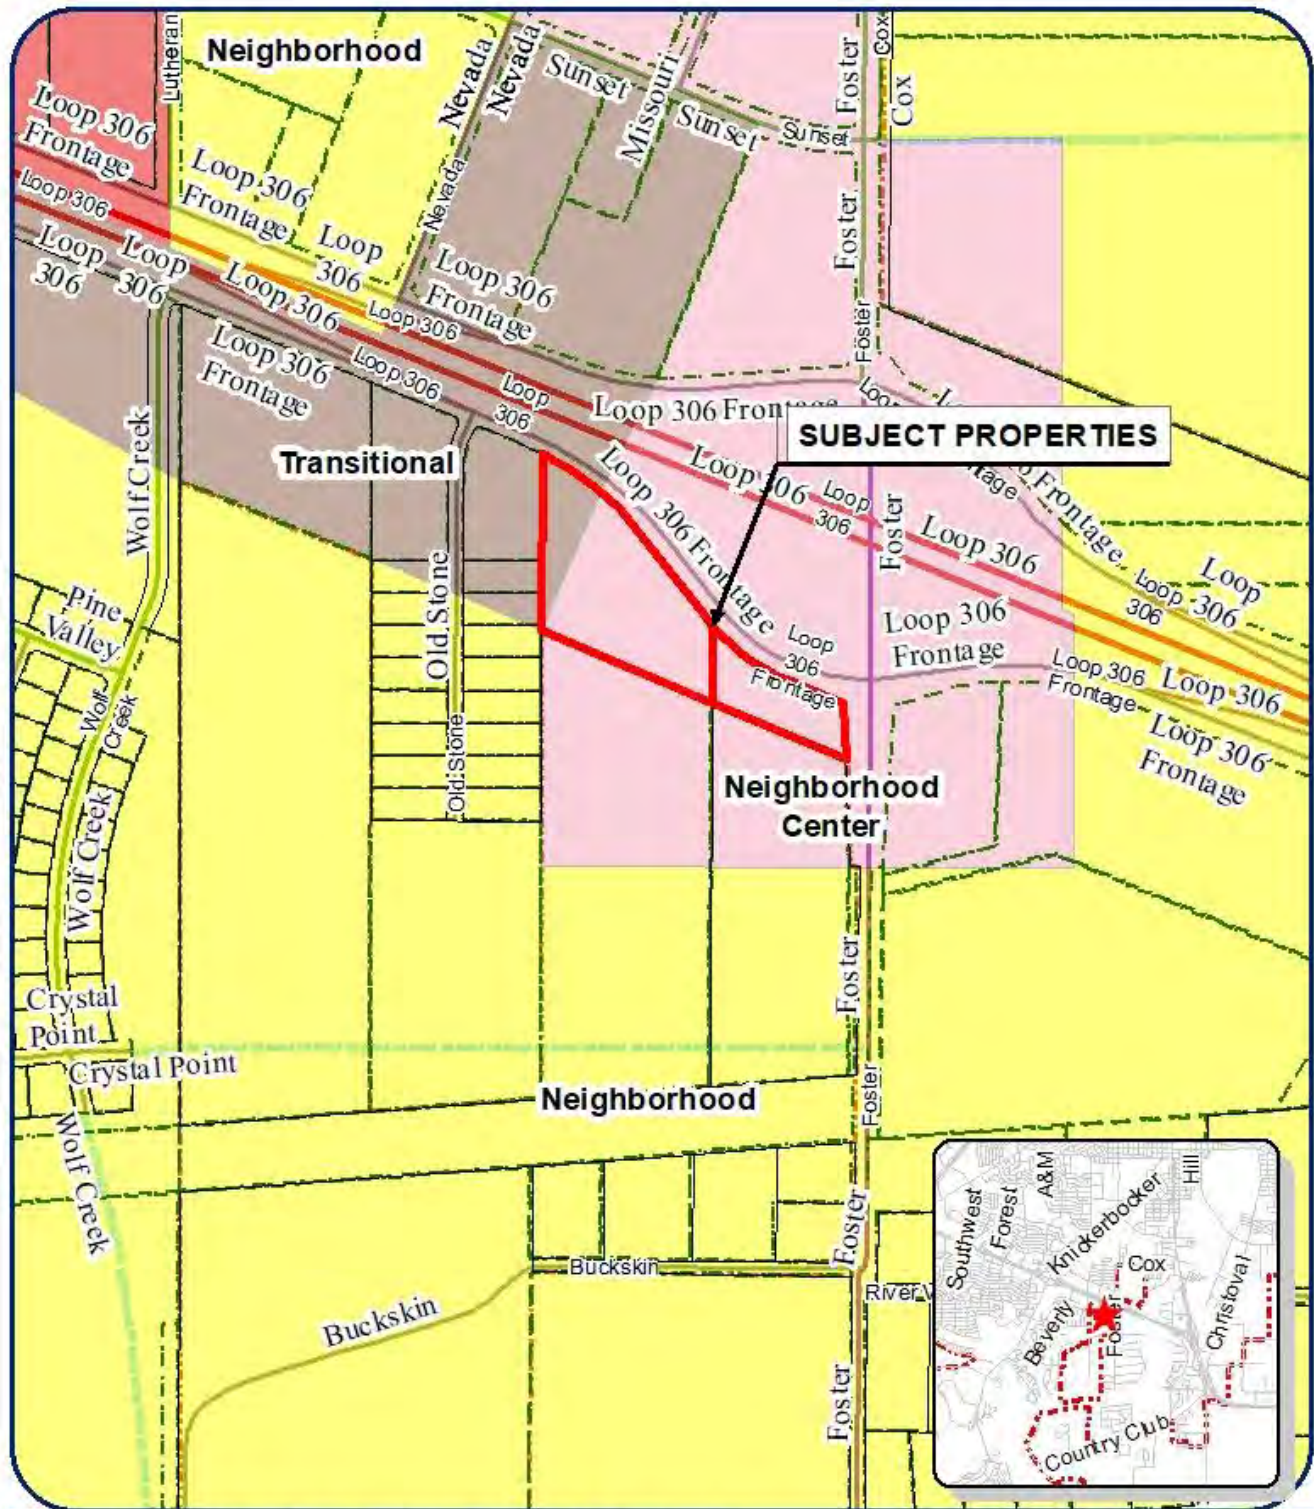 Neighborhood
Lutheran
Nevada
Nevada
Nevada
Sunset
Missouri
Sunset
Sunset
Foster
Cox
Cox
Loop 306
Frontage
Loop 306
Loop 306
Frontage
Loop
306
Loop
306
Loop
306
Loop 306
Loop 306
Loop 306
Frontage
Foster
Foster
Loop 306
Frontage
Loop 306
Loop
306
Loop 306 Frontage
SUBJECT PROPERTIES
Transitional
Wolf Creek
Loop 306 Frontage
Loop 306
Loop
306
Foster
Loop 306
Frontage
Loop
306
Loop
306
Pine
Valley
Old Stone
Old Stone
Wolf
Creek
Wolf Creek
Loop
306
Frontage
Loop 306
Frontage
Loop 306
Frontage
Loop 306
Loop 306
Frontage
Neighborhood
Center
Foster
Crystal
Point
Crystal Point
Neighborhood
Foster
Wolf Creek
Foster
Buckskin
Buckskin
River
Foster
Southwest
Forest
A&M
Knickerbocker
Hill
Cox
Beverly
Foster
Christoval
Country Club